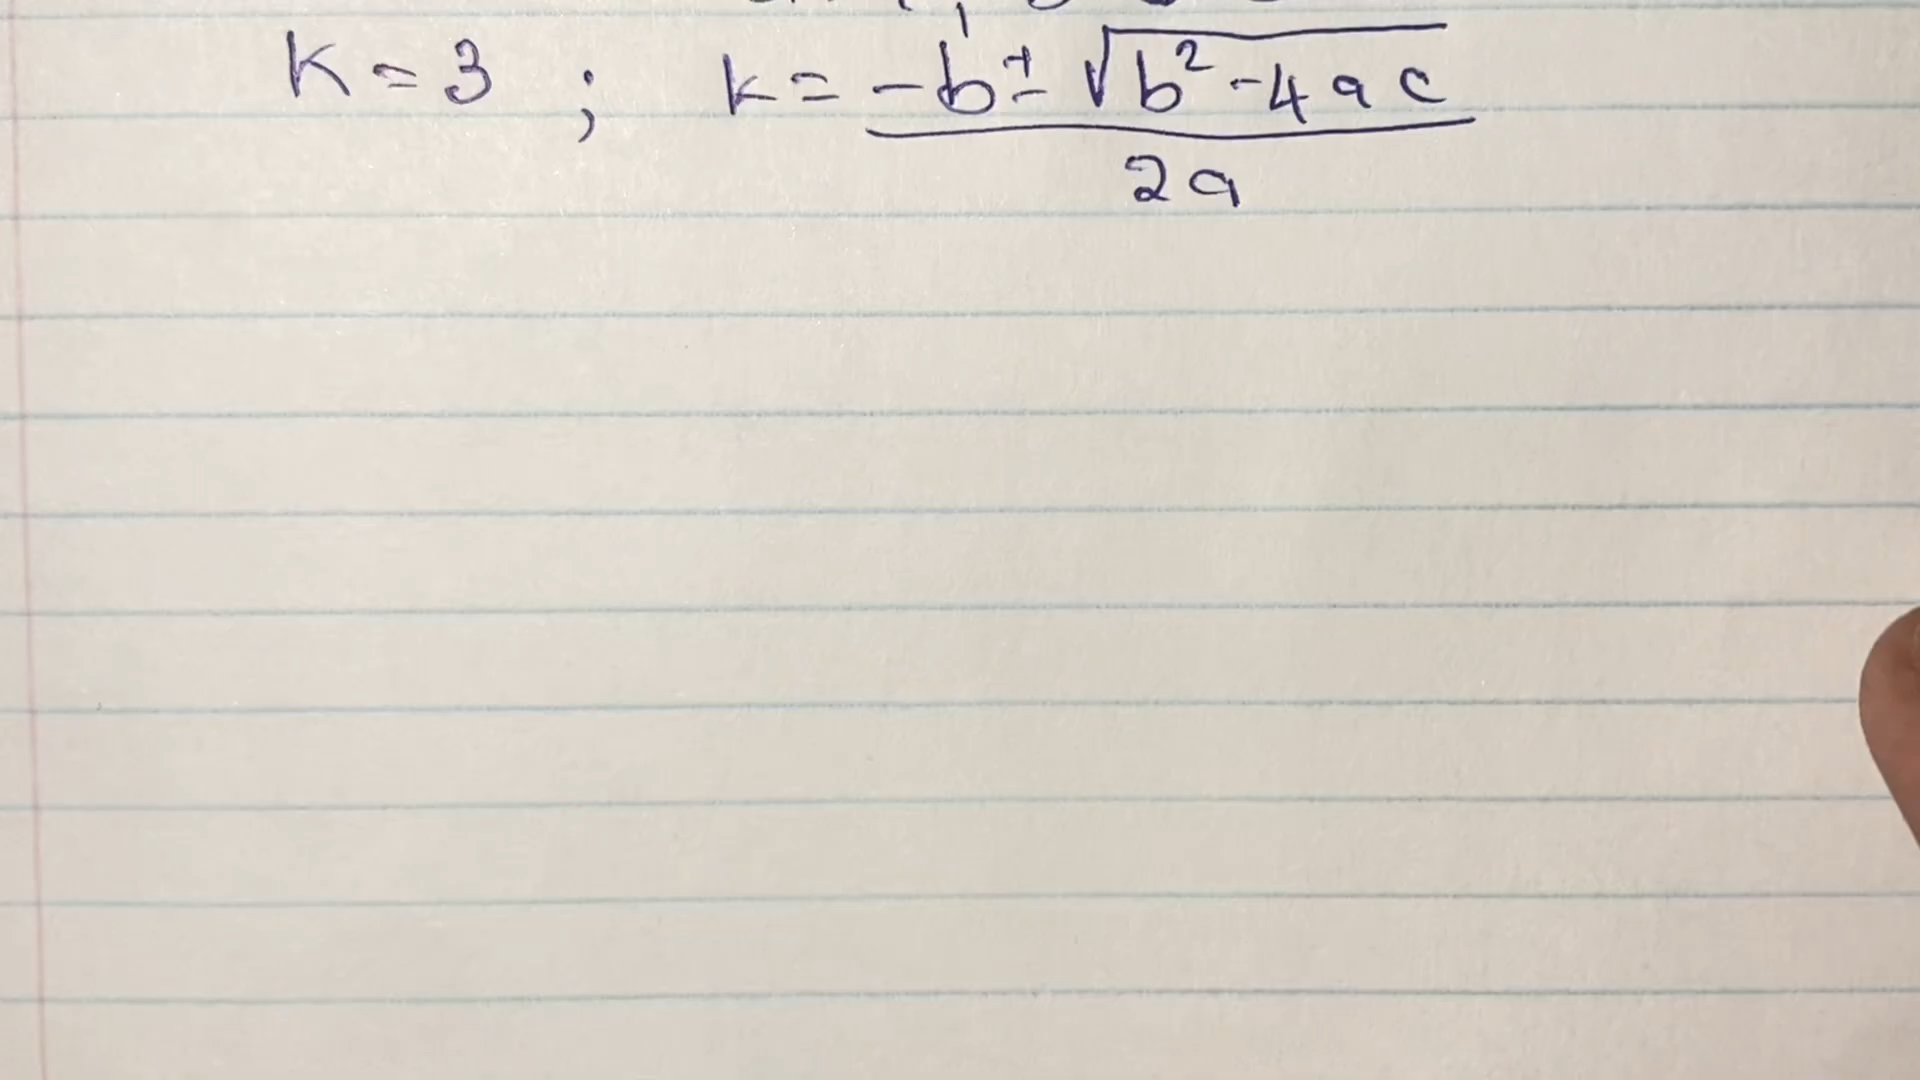 K = 3 ; k = -b ± √(b² - 4ac)
2a